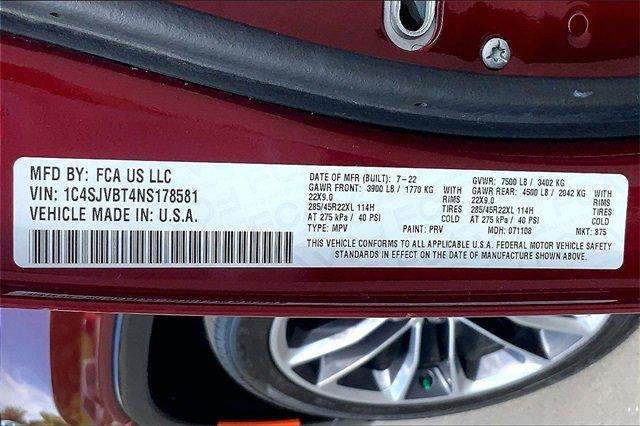 MFD BY: FCA US LLC
VIN: 1C4SJVBT4NS178581
VEHICLE MADE IN: U.S.A.
DATE OF MFR (BUILT): 7-22
GAWR FRONT: 3900 LB / 1770 KG WITH
22X9.0 RIMS
285/45R22XL 114H TIRES
AT 275 kPa / 40 PSI COLD
TYPE: MPV PAINT: PRV
GVWR: 7500 LB / 3402 KG
GAWR REAR: 4500 LB / 2042 KG WITH
22X9.0 RIMS
285/45R22XL 114H TIRES
AT 275 kPa / 40 PSI COLD
MDH: 071108 MKT: 875
THIS VEHICLE CONFORMS TO ALL APPLICABLE U.S.A. FEDERAL MOTOR VEHICLE SAFETY
STANDARDS IN EFFECT ON THE DATE OF MANUFACTURE SHOWN ABOVE.